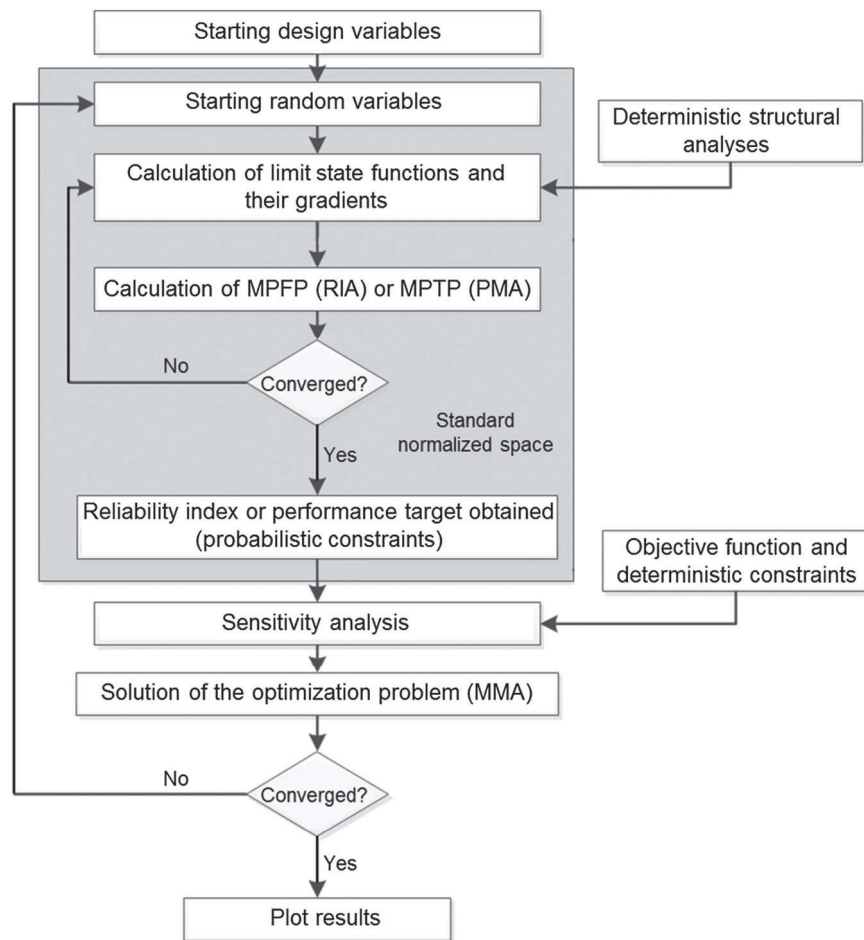 Starting design variables
Starting random variables
Deterministic structural
analyses
Calculation of limit state functions and
their gradients
Calculation of MPFP (RIA) or MPTP (PMA)
No
Converged?
Standard
normalized space
Yes
Reliability index or performance target obtained
(probabilistic constraints)
Objective function and
deterministic constraints
Sensitivity analysis
Solution of the optimization problem (MMA)
No
Converged?
Yes
Plot results